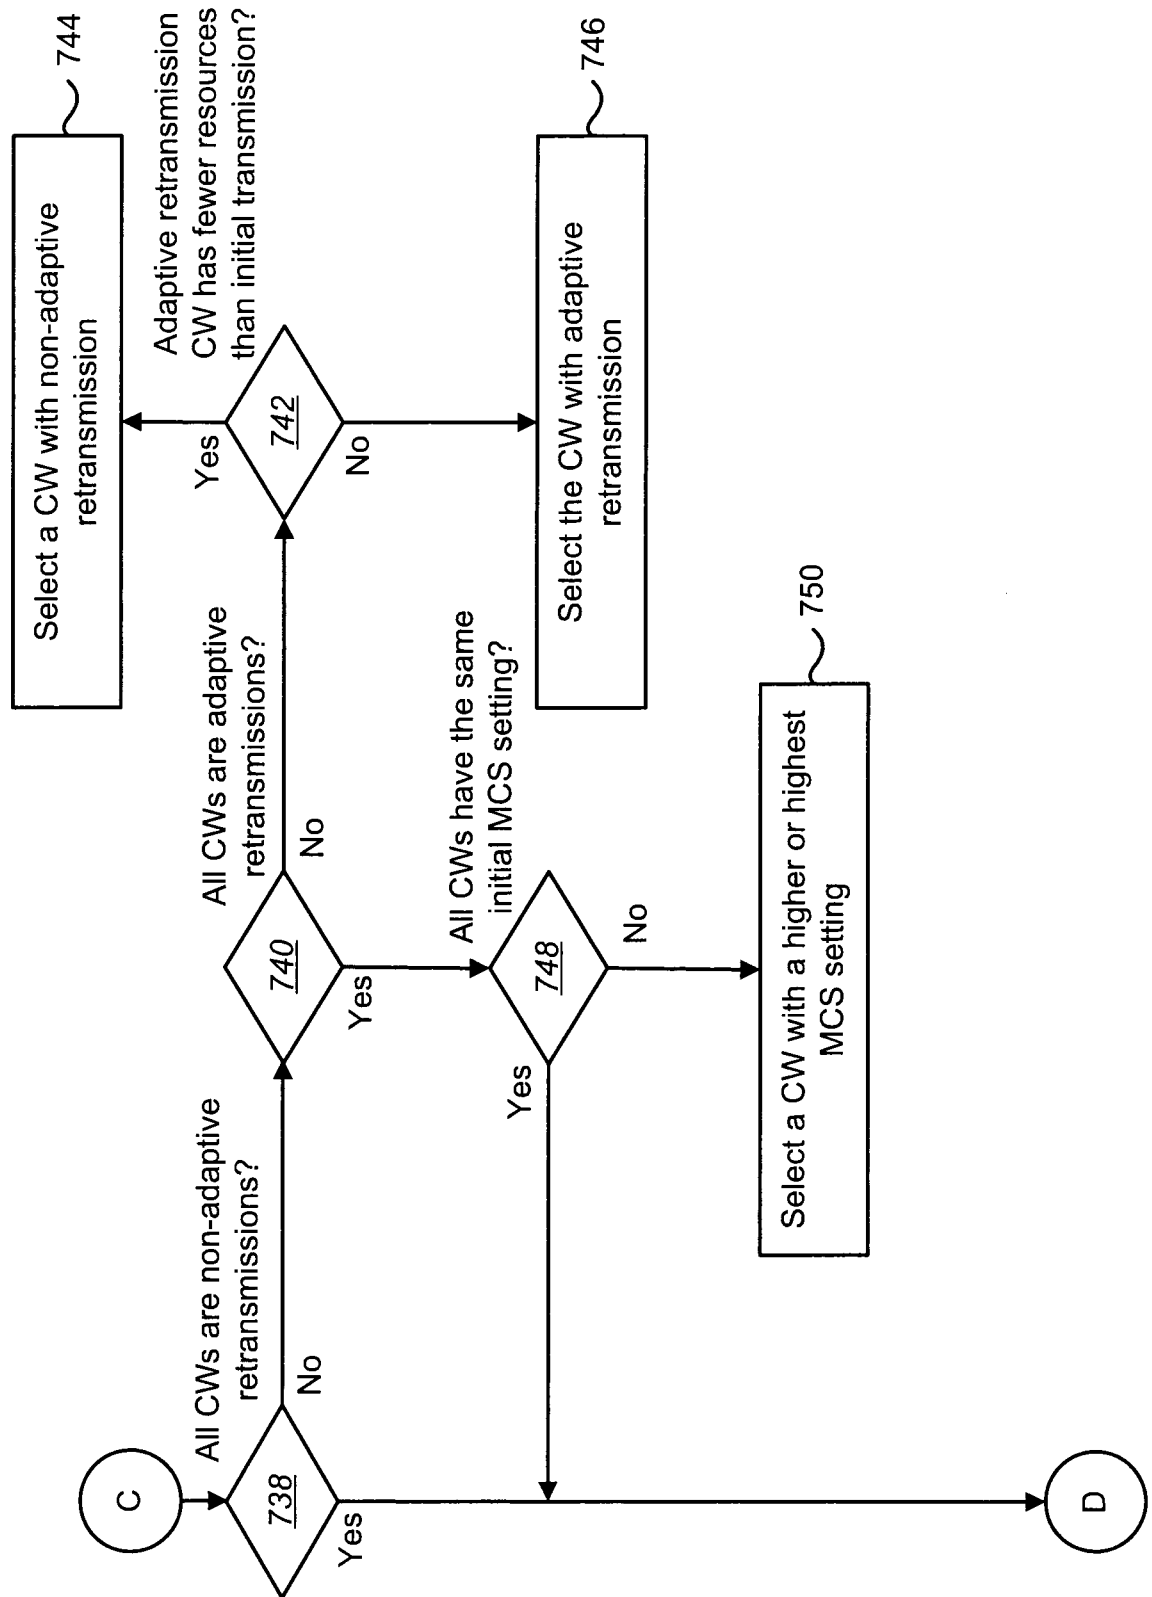 C
738
All CWs are non-adaptive
retransmissions?
No
Yes
740
All CWs are adaptive
retransmissions?
No
Yes
742
Adaptive retransmission
CW has fewer resources
than initial transmission?
Yes
No
Select a CW with non-adaptive
retransmission
744
Select the CW with adaptive
retransmission
746
748
All CWs have the same
initial MCS setting?
Yes
No
Select a CW with a higher or highest
MCS setting
750
D